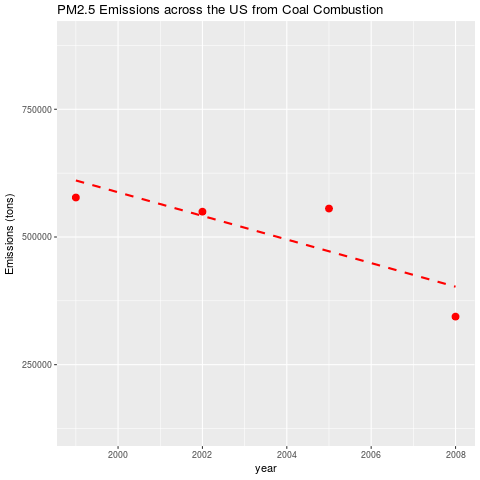 PM2.5 Emissions across the US from Coal Combustion
Emissions (tons)
750000
500000
250000
2000 2002 2004 2006 2008
year